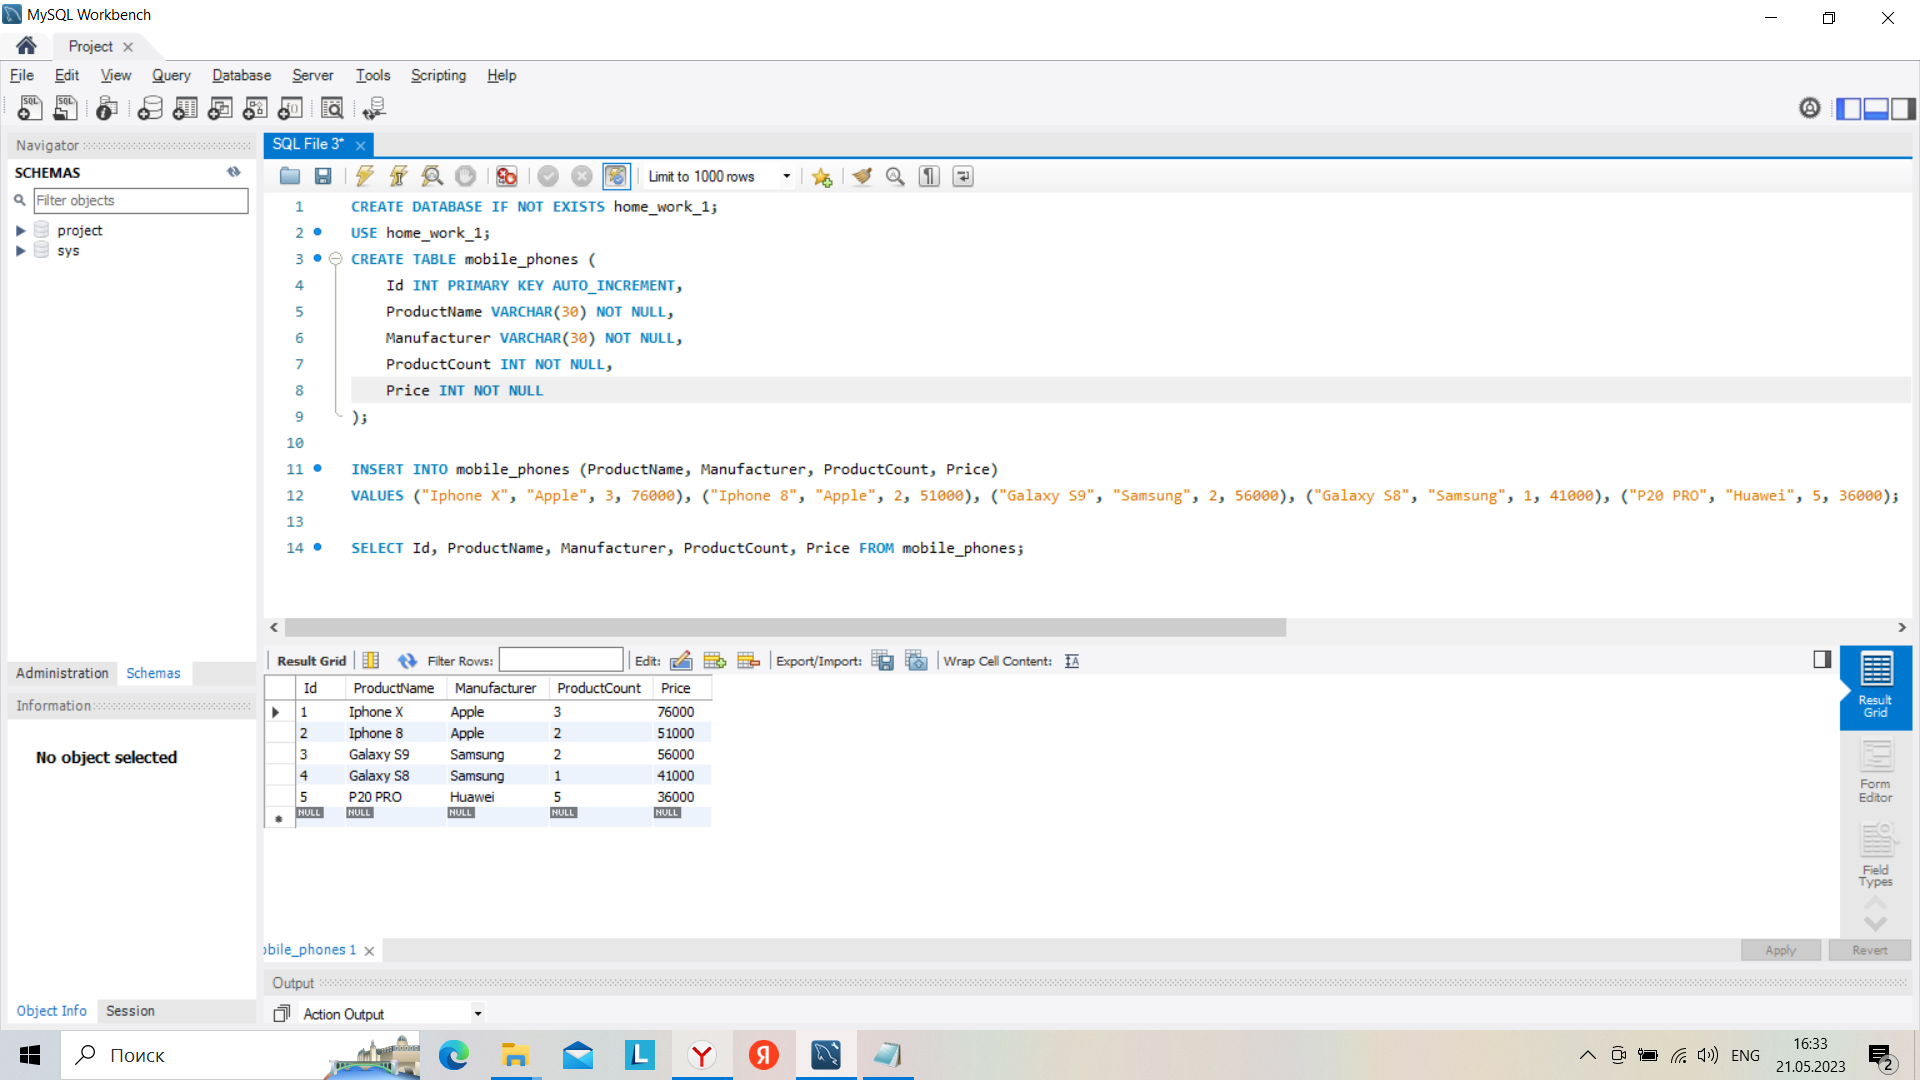 MySQL Workbench
Project
File Edit View Query Database Server Tools Scripting Help
Navigator
SCHEMAS
Filter objects
project
sys
Administration Schemas
Information
No object selected
Object Info Session
SQL File 3*
Limit to 1000 rows
1 CREATE DATABASE IF NOT EXISTS home_work_1;
2 USE home_work_1;
3 CREATE TABLE mobile_phones (
4 Id INT PRIMARY KEY AUTO_INCREMENT,
5 ProductName VARCHAR(30) NOT NULL,
6 Manufacturer VARCHAR(30) NOT NULL,
7 ProductCount INT NOT NULL,
8 Price INT NOT NULL
9 );
10
11 INSERT INTO mobile_phones (ProductName, Manufacturer, ProductCount, Price)
12 VALUES ("Iphone X", "Apple", 3, 76000), ("Iphone 8", "Apple", 2, 51000), ("Galaxy S9", "Samsung", 2, 56000), ("Galaxy S8", "Samsung", 1, 41000), ("P20 PRO", "Huawei", 5, 36000);
13
14 SELECT Id, ProductName, Manufacturer, ProductCount, Price FROM mobile_phones;
Result Grid Filter Rows: Edit: Export/Import: Wrap Cell Content:
Id ProductName Manufacturer ProductCount Price
1 Iphone X Apple 3 76000
2 Iphone 8 Apple 2 51000
3 Galaxy S9 Samsung 2 56000
4 Galaxy S8 Samsung 1 41000
5 P20 PRO Huawei 5 36000
NULL NULL NULL NULL NULL
Result
Grid
Form
Editor
Field
Types
obile_phones 1
Apply Revert
Output
Action Output
Поиск
ENG
16:33
21.05.2023
2